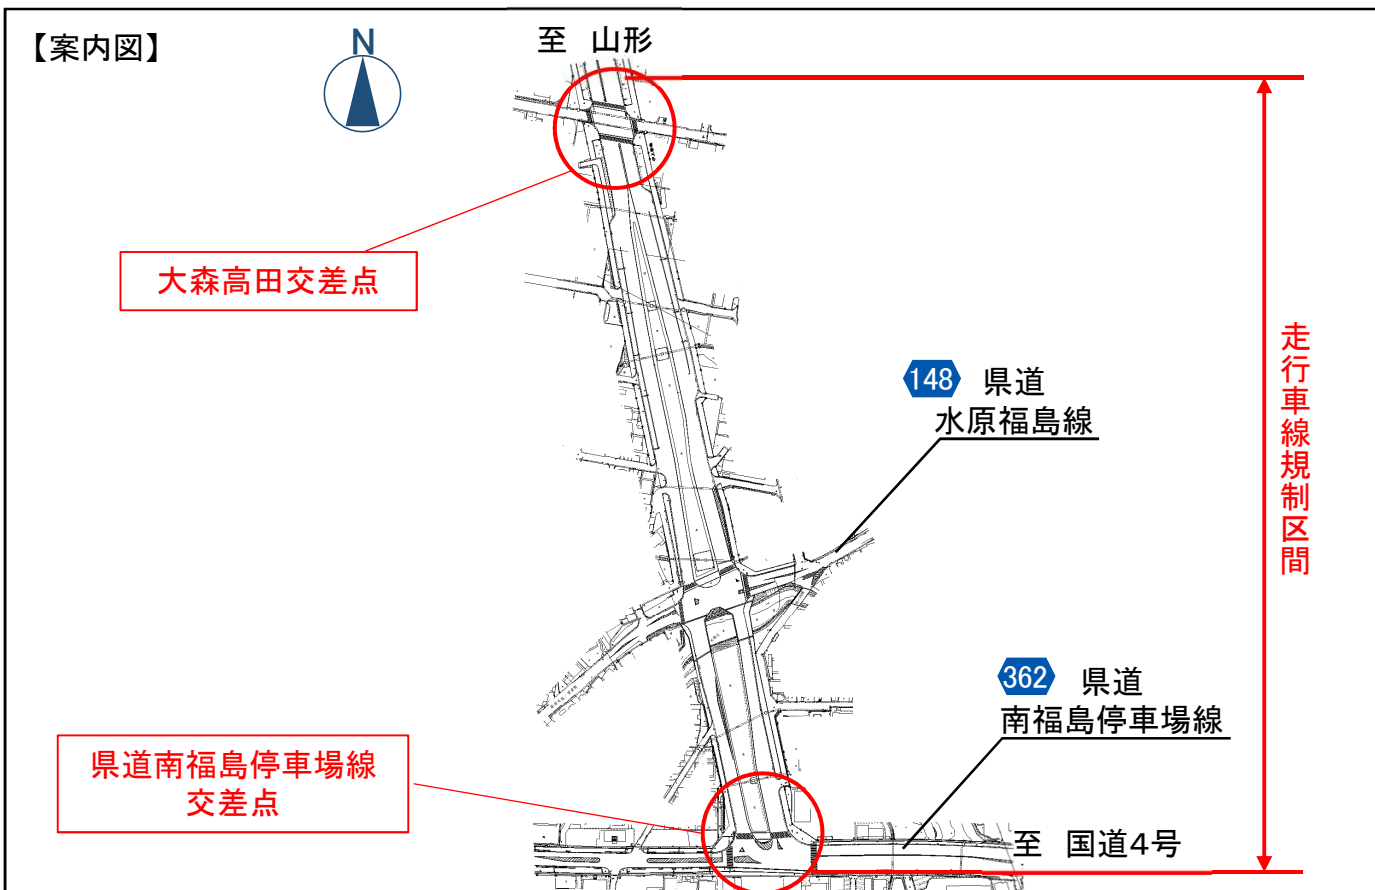 【案内図】
N
至 山形
大森高田交差点
148 県道
水原福島線
走行車線規制区間
362 県道
南福島停車場線
県道南福島停車場線
交差点
至 国道4号